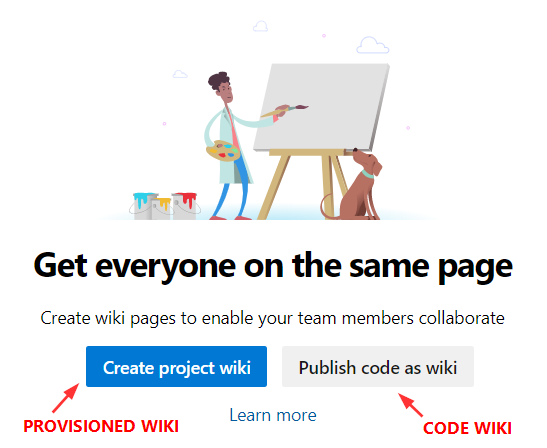 Get everyone on the same page
Create wiki pages to enable your team members collaborate
Create project wiki
Publish code as wiki
Learn more
PROVISIONED WIKI
CODE WIKI